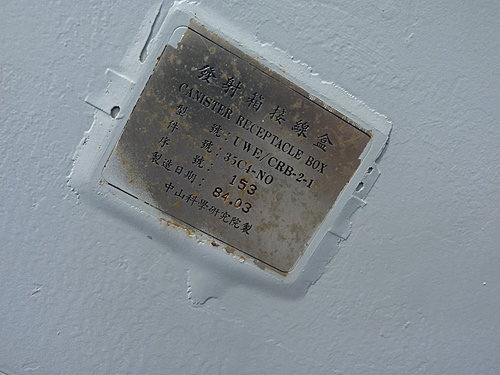 發射箱接線盒
CANISTER RECEPTACLE BOX
型 號：UWE/CRB-2-1
件 號：35C4-NO
序 號： 153
製造日期： 84.03
中山科學研究院製